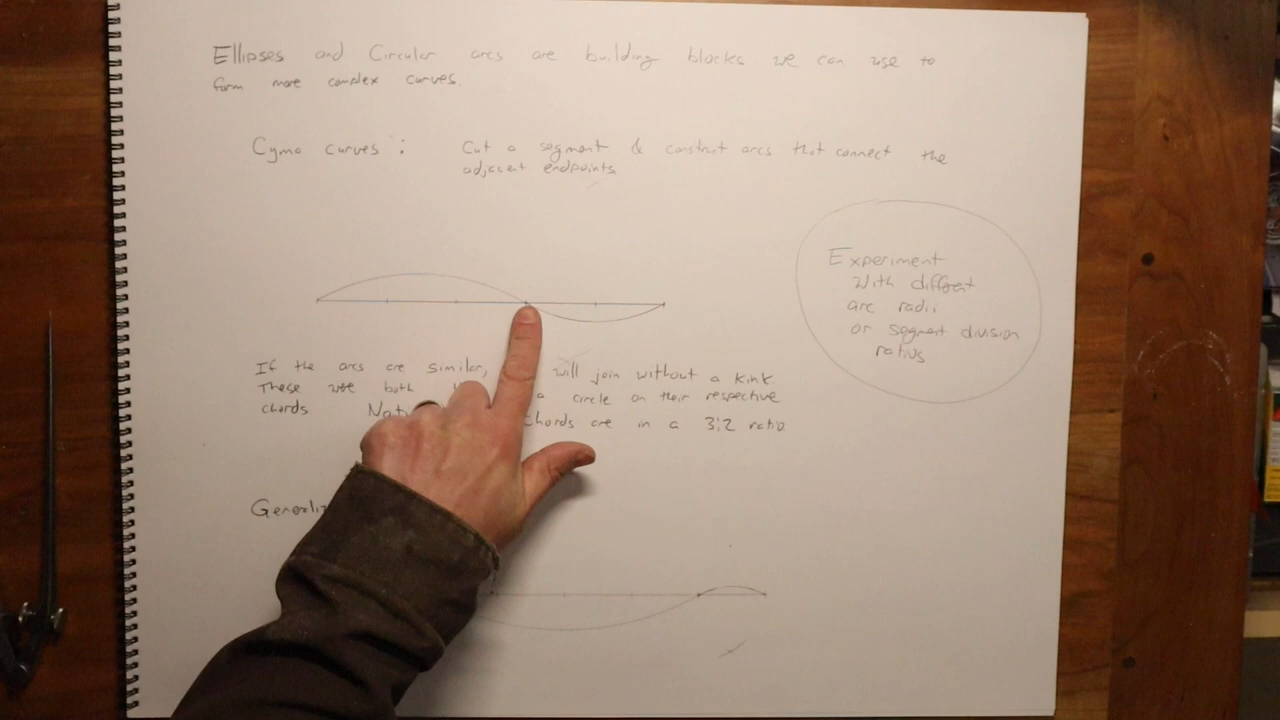 Ellipses and Circular arcs are building blocks we can use to
form more complex curves.
Cyma curves : Cut a segment & construct arcs that connect the
adjacent endpoints.
Experiment
with different
arc radii
or segment division
ratios
If the arcs are similar, will join without a kink
These both a circle on their respective
chords chords are in a 3:2 ratio